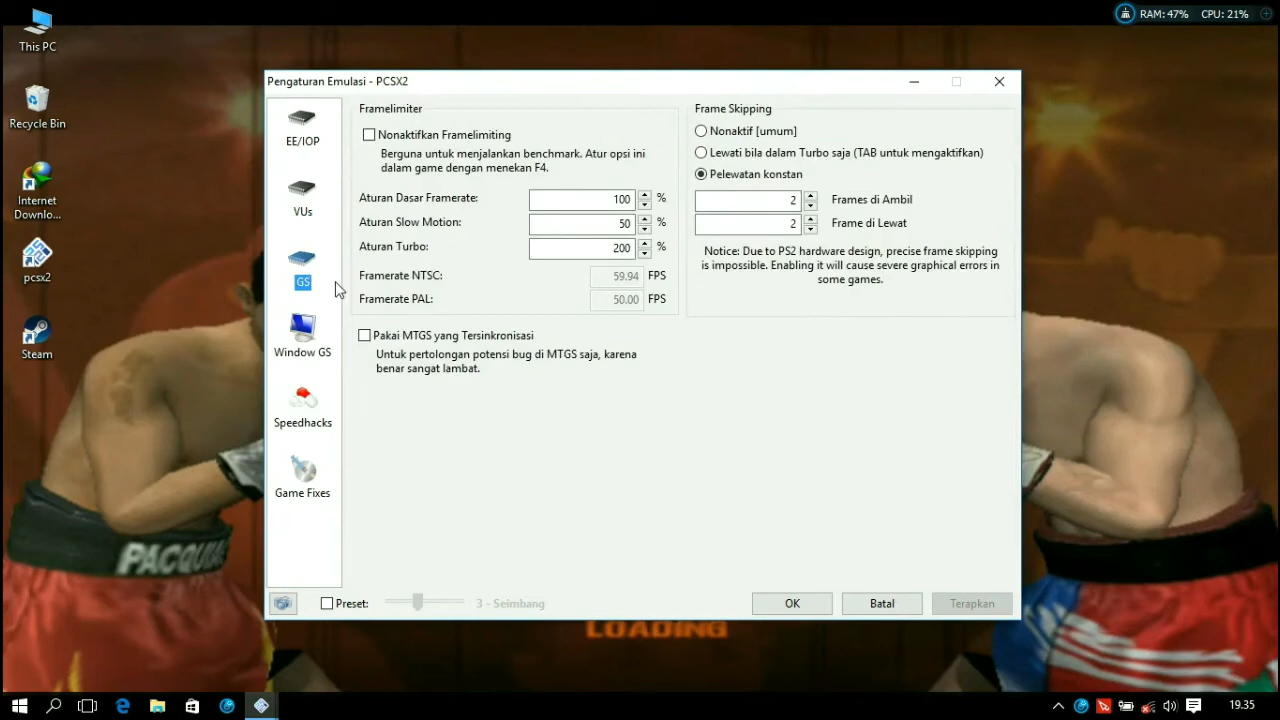 RAM: 47% CPU: 21%
This PC
Recycle Bin
Internet
Downlo...
pcsx2
Steam
Pengaturan Emulasi - PCSX2
EE/IOP
VUs
GS
Window GS
Speedhacks
Game Fixes
Framelimiter
Nonaktifkan Framelimiting
Berguna untuk menjalankan benchmark. Atur opsi ini
dalam game dengan menekan F4.
Aturan Dasar Framerate: 100 %
Aturan Slow Motion: 50 %
Aturan Turbo: 200 %
Framerate NTSC: 59.94 FPS
Framerate PAL: 50.00 FPS
Pakai MTGS yang Tersinkronisasi
Untuk pertolongan potensi bug di MTGS saja, karena
benar sangat lambat.
Frame Skipping
Nonaktif [umum]
Lewati bila dalam Turbo saja (TAB untuk mengaktifkan)
Pelewatan konstan
2 Frames di Ambil
2 Frame di Lewat
Notice: Due to PS2 hardware design, precise frame skipping
is impossible. Enabling it will cause severe graphical errors in
some games.
Preset: 3 - Seimbang
OK Batal Terapkan
PACQUIA
LOADING
19.35